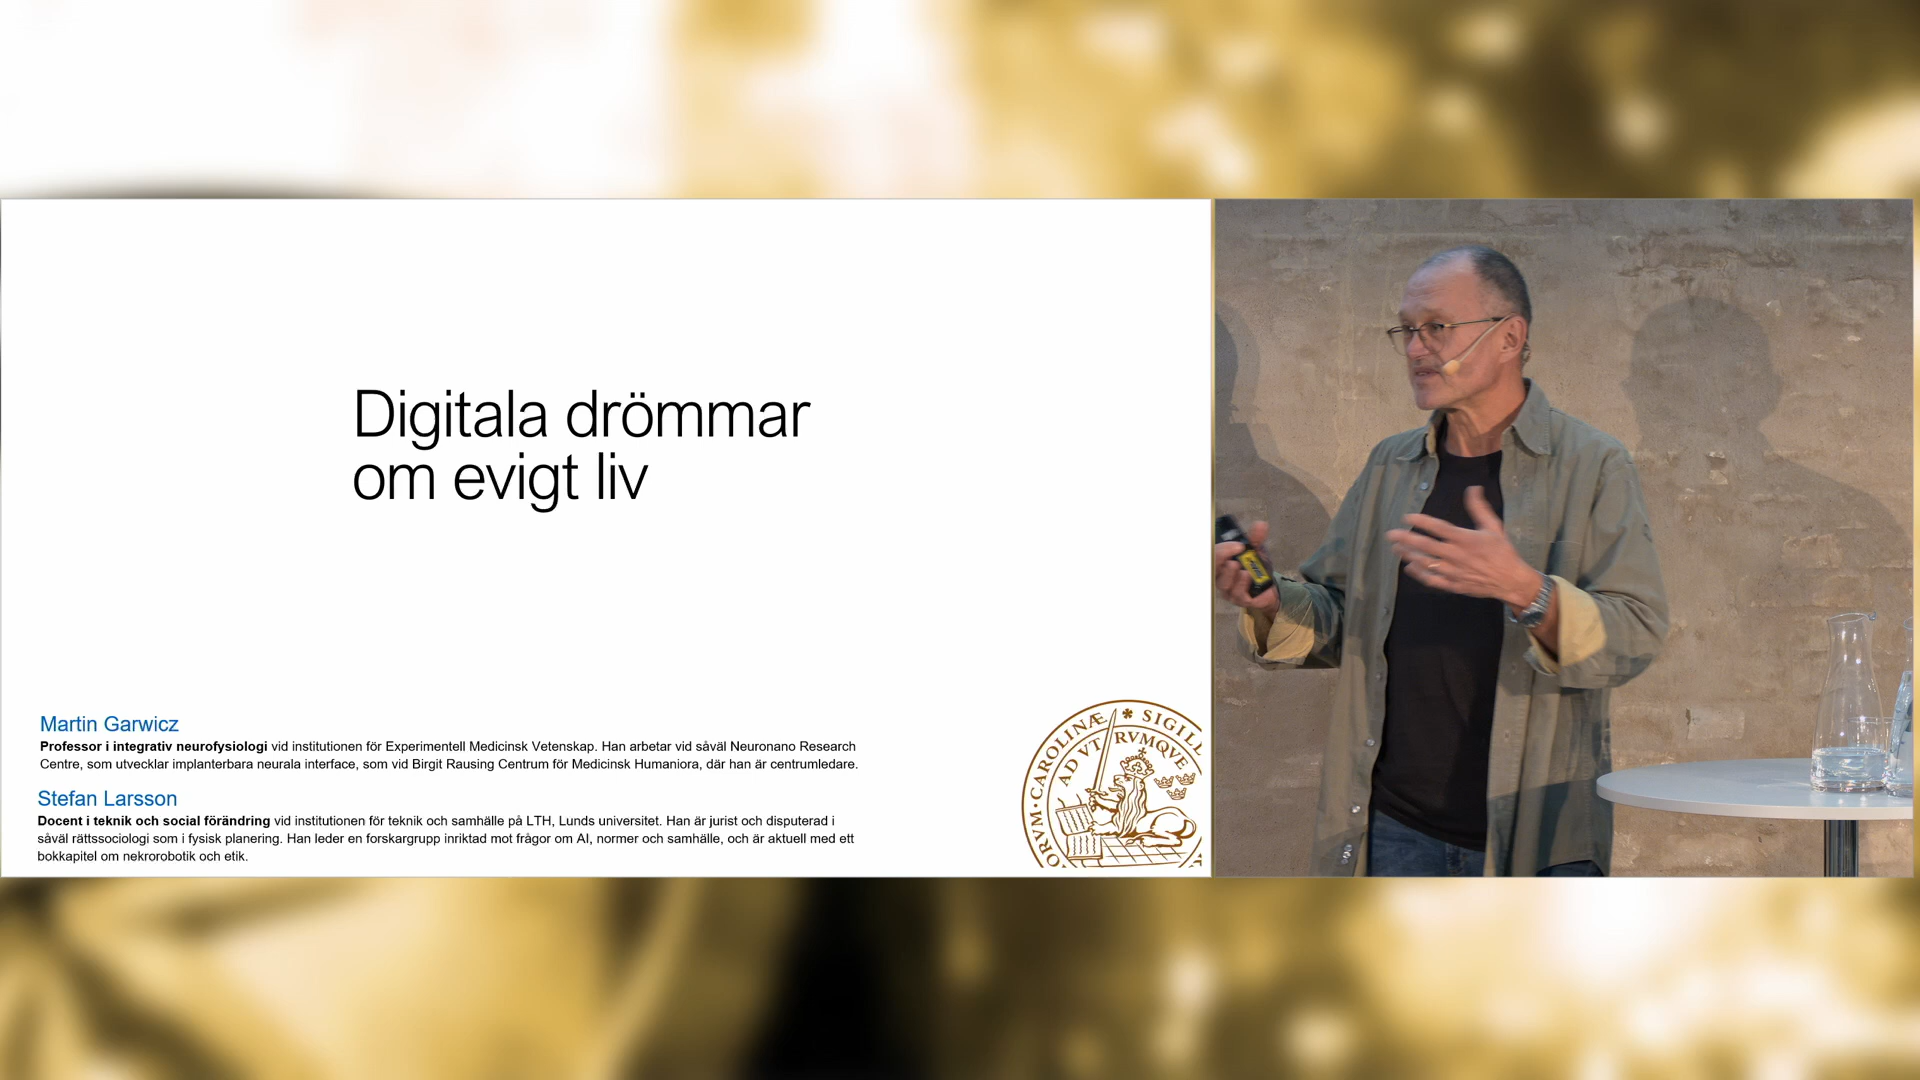 Digitala drömmar
om evigt liv
Martin Garwicz
Professor i integrativ neurofysiologi vid institutionen för Experimentell Medicinsk Vetenskap. Han arbetar vid såväl Neuronano Research
Centre, som utvecklar implanterbara neurala interface, som vid Birgit Rausing Centrum för Medicinsk Humaniora, där han är centrumledare.
Stefan Larsson
Docent i teknik och social förändring vid institutionen för teknik och samhälle på LTH, Lunds universitet. Han är jurist och disputerad i
såväl rättssociologi som i fysisk planering. Han leder en forskargrupp inriktad mot frågor om AI, normer och samhälle, och är aktuell med ett
bokkapitel om nekrorobotik och etik.
ORVM · CAROLINÆ * SIGILL
AD VTRVMQVE